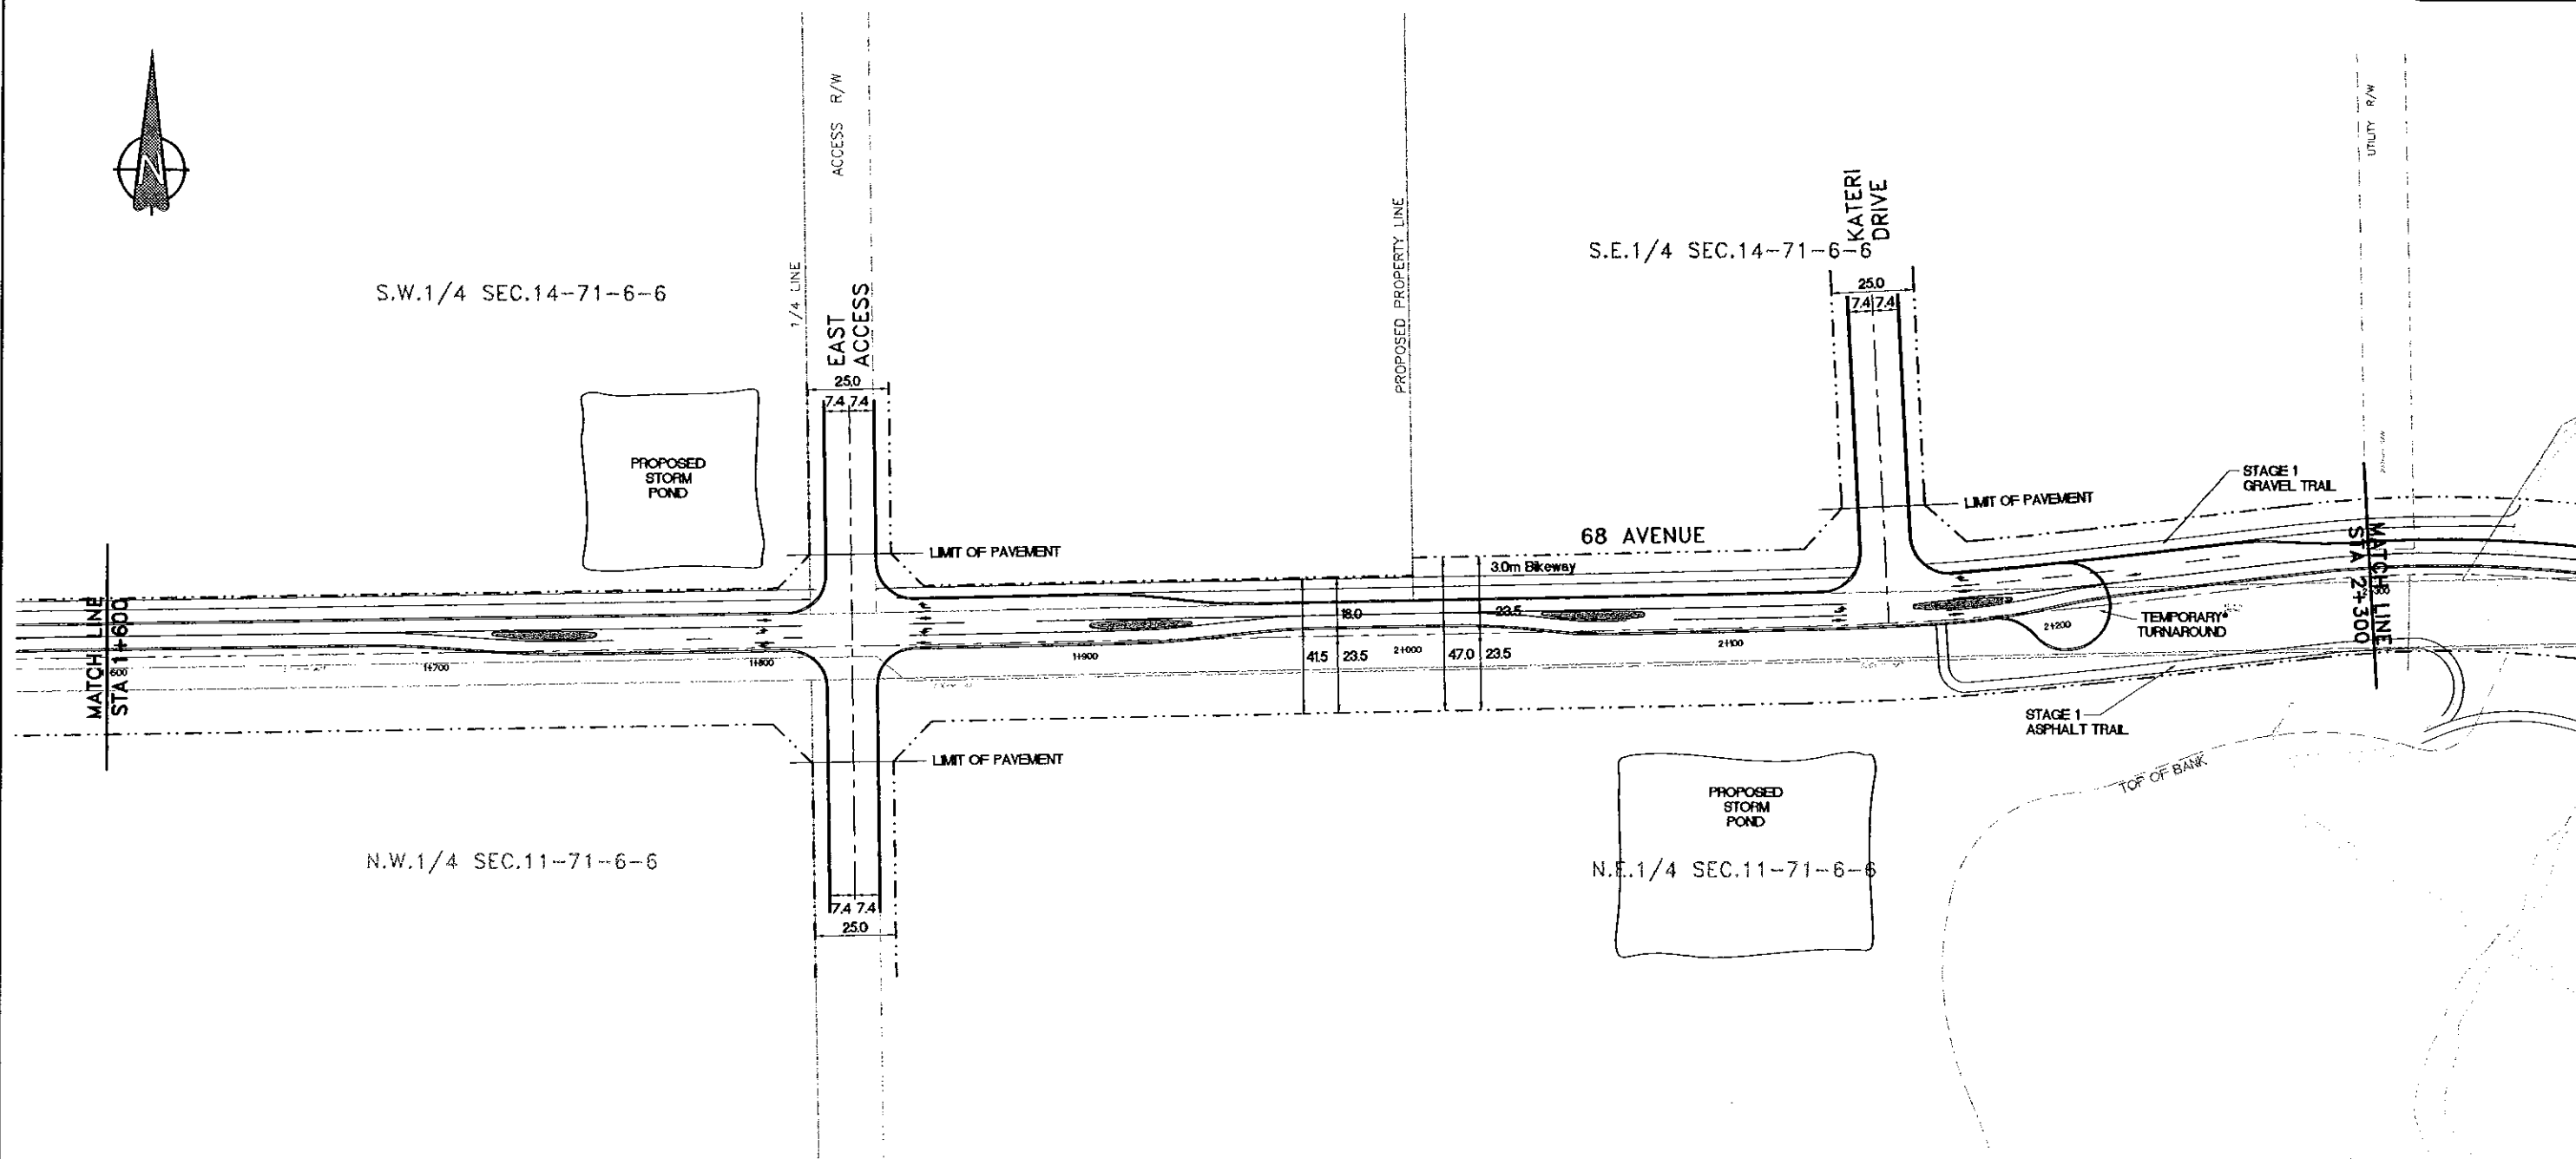 N
ACCESS R/W
UTILITY R/W
KATERI
DRIVE
PROPOSED PROPERTY LINE
S.E.1/4 SEC.14-71-6-6
S.W.1/4 SEC.14-71-6-6
1/4 LINE
EAST
ACCESS
25.0
7.4 7.4
25.0
7.4 7.4
PROPOSED
STORM
POND
STAGE 1
GRAVEL TRAIL
LIMIT OF PAVEMENT
68 AVENUE
LIMIT OF PAVEMENT
3.0m Bikeway
MATCH LINE
STA 1+600
MATCH LINE
STA 2+300
18.0
23.5
TEMPORARY
TURNAROUND
2+200
1+700
1+800
1+900
41.5
23.5
2+000
47.0
23.5
2+100
STAGE 1
ASPHALT TRAIL
LIMIT OF PAVEMENT
TOP OF BANK
PROPOSED
STORM
POND
N.W.1/4 SEC.11-71-6-6
N.E.1/4 SEC.11-71-6-6
7.4 7.4
25.0